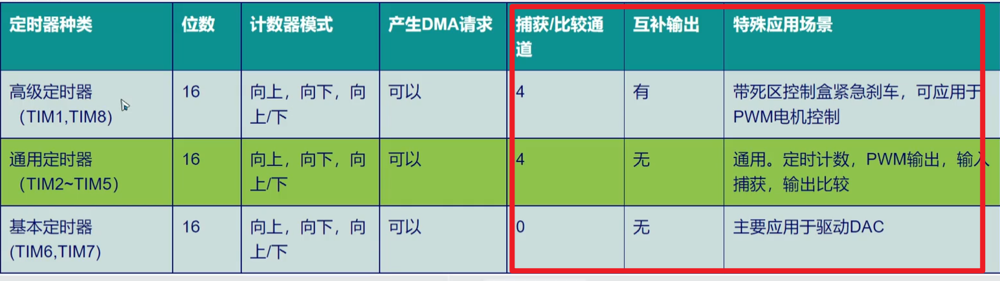 定时器种类 位数 计数器模式 产生DMA请求 捕获/比较通
道 互补输出 特殊应用场景
高级定时器 16 向上，向下，向 可以 4 有 带死区控制盒紧急刹车，可应用于
（TIM1,TIM8) 上/下 PWM电机控制
通用定时器 16 向上，向下，向 可以 4 无 通用。定时计数，PWM输出，输入
（TIM2~TIM5) 上/下 捕获，输出比较
基本定时器 16 向上，向下，向 可以 0 无 主要应用于驱动DAC
(TIM6,TIM7) 上/下